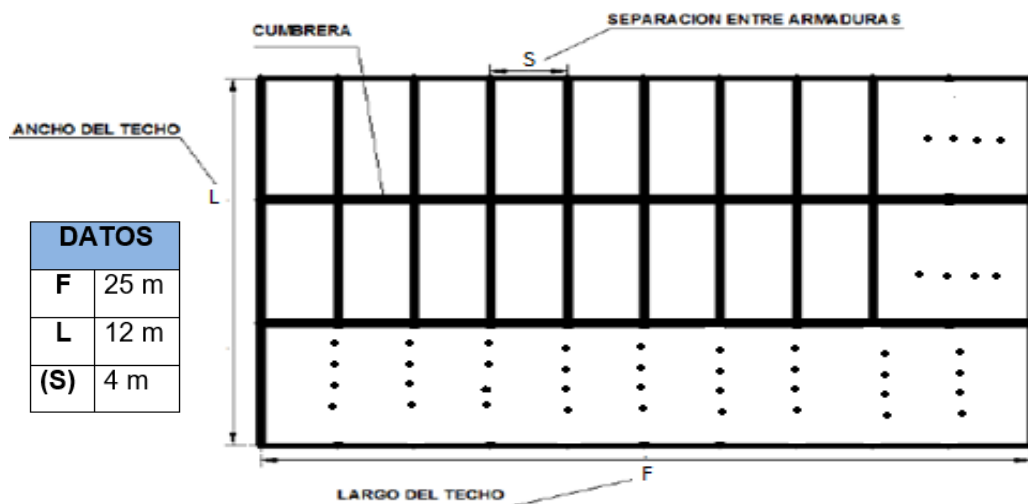 SEPARACION ENTRE ARMADURAS
CUMBRERA
S
ANCHO DEL TECHO
L
DATOS
F 25 m
L 12 m
(S) 4 m
F
LARGO DEL TECHO